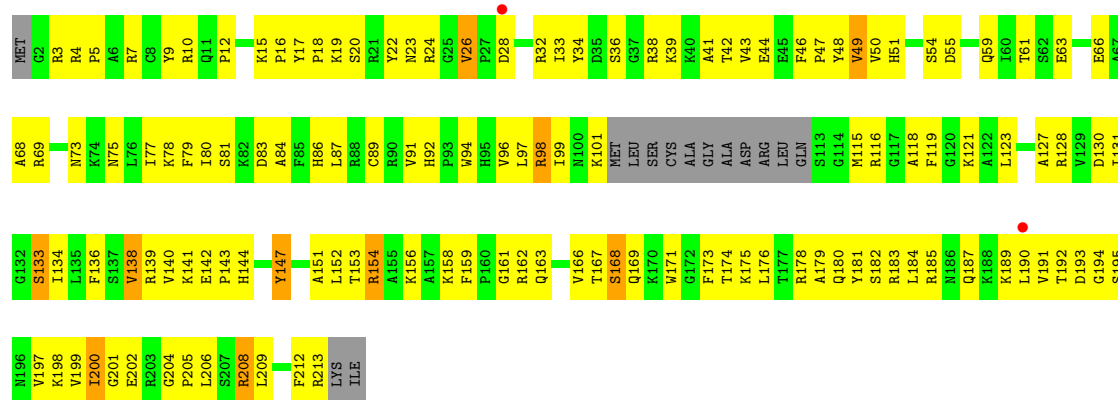 MET G2 R3 R4 P5 A6 R7 C8 Y9 R10 Q11 P12 K15 P16 Y17 P18 K19 S20 R21 Y22 N23 R24 G25 V26 P27 D28 R32 I33 Y34 D35 S36 G37 R38 K39 K40 A41 T42 V43 E44 E45 F46 P47 Y48 V49 V50 H51 S54 D55 Q59 I60 T61 S62 E63 E66 A67
A68 R69 N73 K74 N75 L76 I77 K78 F79 I80 S81 K82 D83 A84 F85 H86 L87 R88 C89 R90 V91 H92 P93 W94 H95 V96 L97 R98 I99 N100 K101 MET LEU SER CYS ALA GLY ALA ASP ARG LEU GLN S113 G114 M115 R116 G117 A118 F119 G120 K121 A122 L123 A127 R128 V129 D130 I131
G132 S133 I134 L135 F136 S137 V138 R139 V140 K141 E142 P143 H144 Y147 A151 L152 T153 R154 A155 K156 A157 K158 F159 P160 G161 R162 Q163 V166 T167 S168 Q169 K170 W171 G172 F173 T174 K175 L176 T177 R178 A179 Q180 Y181 S182 R183 L184 R185 N186 Q187 K188 K189 L190 V191 T192 D193 G194 S195
N196 V197 K198 V199 I200 G201 E202 R203 G204 P205 L206 S207 R208 L209 F212 R213 LYS ILE